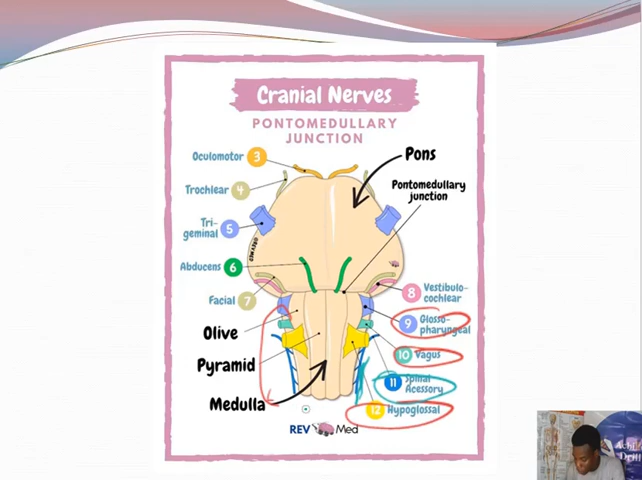 Cranial Nerves
PONTOMEDULLARY
JUNCTION
Oculomotor 3
Pons
Trochlear 4
Pontomedullary
junction
Tri-
geminal 5
Abducens 6
8 Vestibulo-
cochlear
Facial 7
9 Glosso-
pharyngeal
Olive
10 Vagus
Pyramid
11 Spinal
Acessory
Medulla
12 Hypoglossal
REV Med